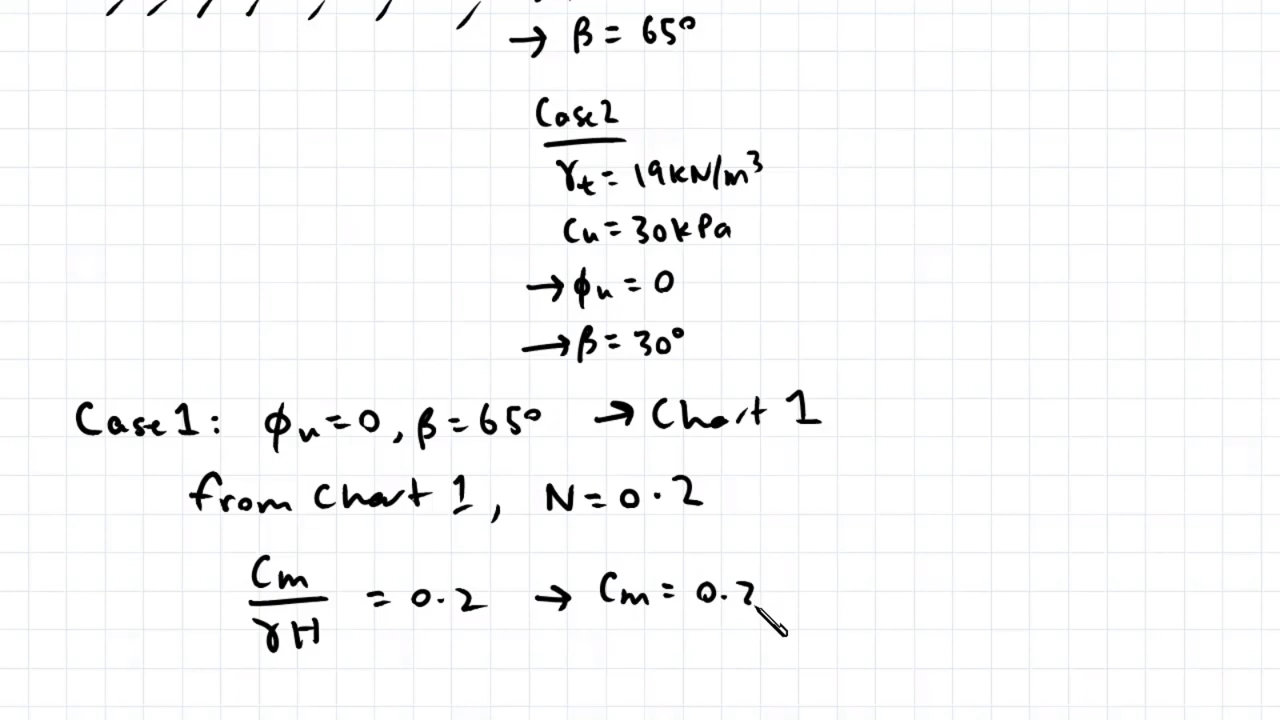 → β = 65°
Case 2
γt = 19 kN/m³
Cu = 30 kPa
→ ϕu = 0
→ β = 30°
Case 1: ϕu = 0, β = 65° → Chart 1
from Chart 1, N = 0.2
Cm / γH = 0.2 → Cm = 0.2